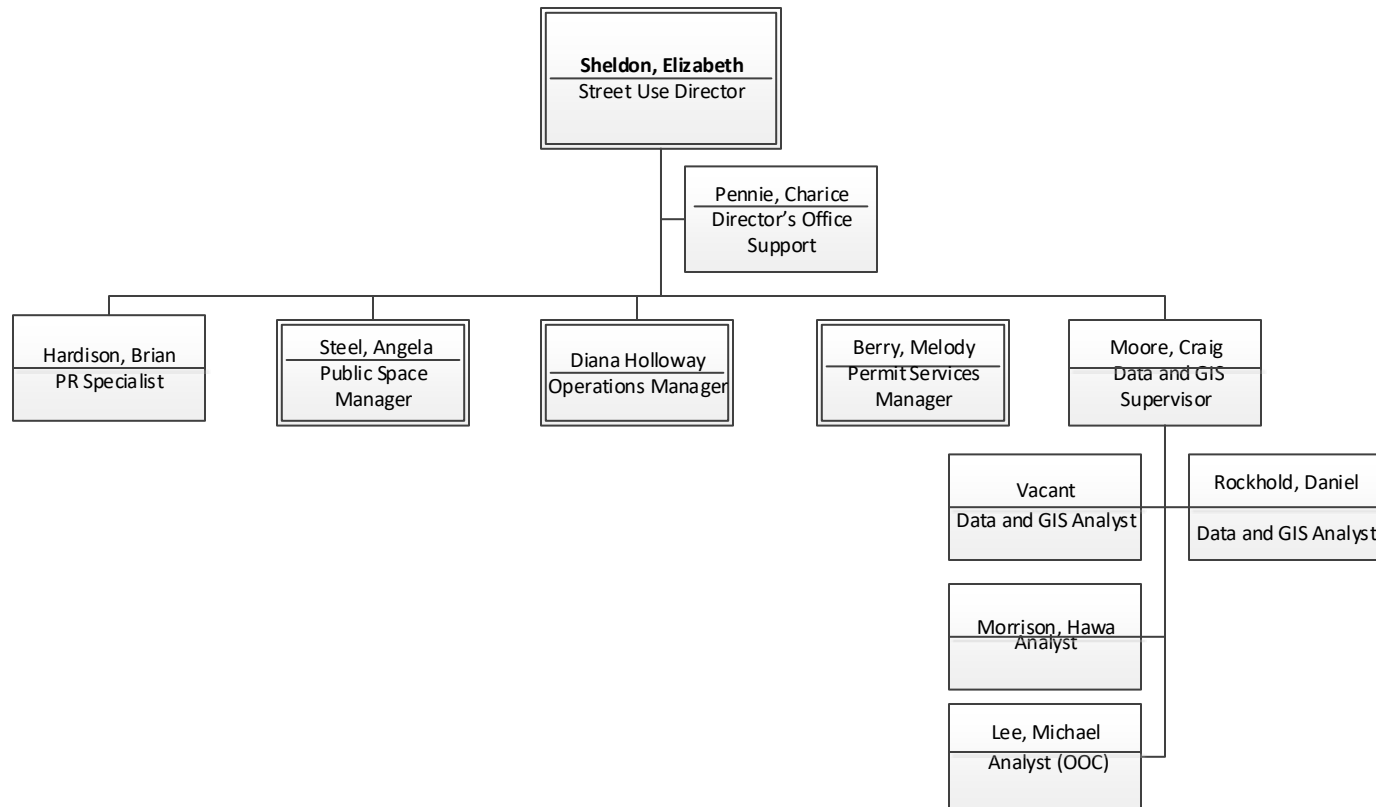 Sheldon, Elizabeth
Street Use Director
Pennie, Charice
Director’s Office
Support
Hardison, Brian
PR Specialist
Steel, Angela
Public Space
Manager
Diana Holloway
Operations Manager
Berry, Melody
Permit Services
Manager
Moore, Craig
Data and GIS
Supervisor
Vacant
Data and GIS Analyst
Rockhold, Daniel
Data and GIS Analyst
Morrison, Hawa
Analyst
Lee, Michael
Analyst (OOC)